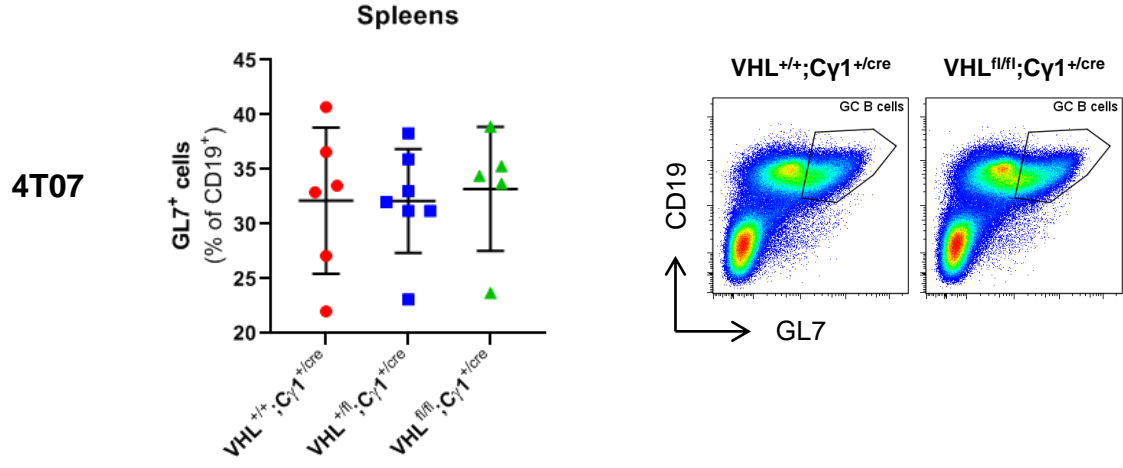 Spleens
4T07
GL7⁺ cells
(% of CD19⁺)
45
40
35
30
25
20
VHL⁺/⁺;Cγ1⁺/ᶜʳᵉ
VHL⁺/ᶠˡ;Cγ1⁺/ᶜʳᵉ
VHLᶠˡ/ᶠˡ;Cγ1⁺/ᶜʳᵉ
VHL⁺/⁺;Cγ1⁺/ᶜʳᵉ
VHLᶠˡ/ᶠˡ;Cγ1⁺/ᶜʳᵉ
GC B cells
GC B cells
CD19
GL7